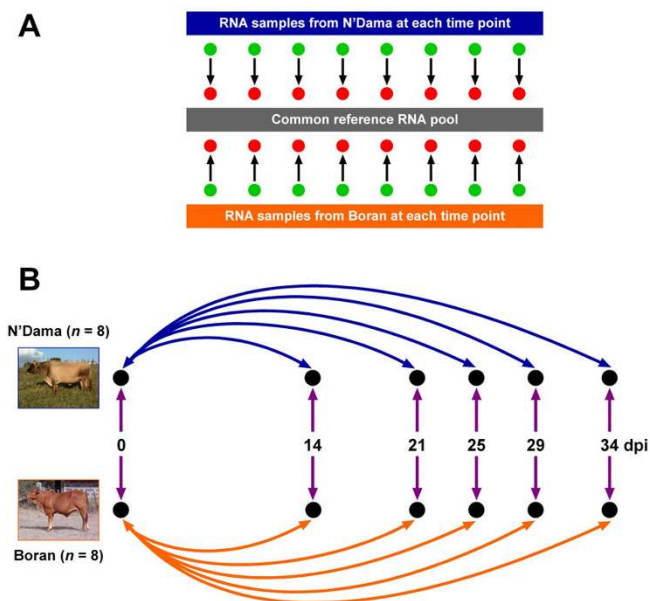 A
RNA samples from N'Dama at each time point
Common reference RNA pool
RNA samples from Boran at each time point
B
N'Dama (n = 8)
0 14 21 25 29 34 dpi
Boran (n = 8)